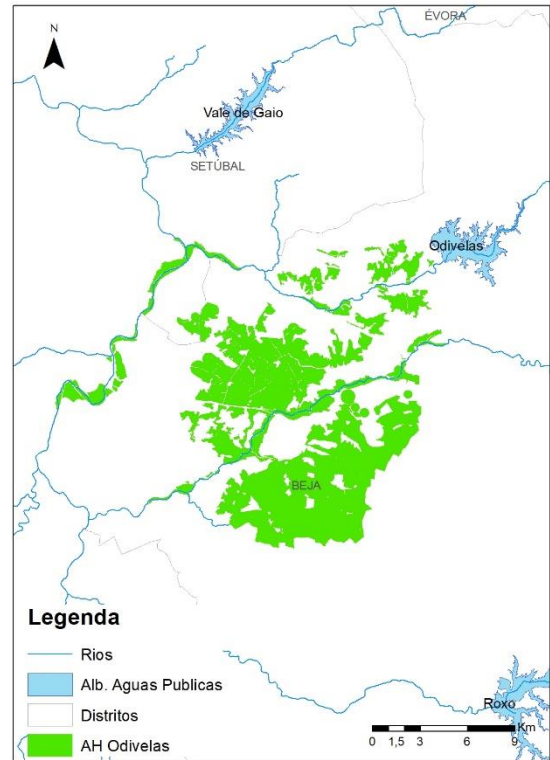 N
ÉVORA
Vale de Gaio
SETÚBAL
Odivelas
BEJA
Legenda
Rios
Alb. Aguas Publicas
Distritos
AH Odivelas
Roxo
Km
0 1,5 3 6 9